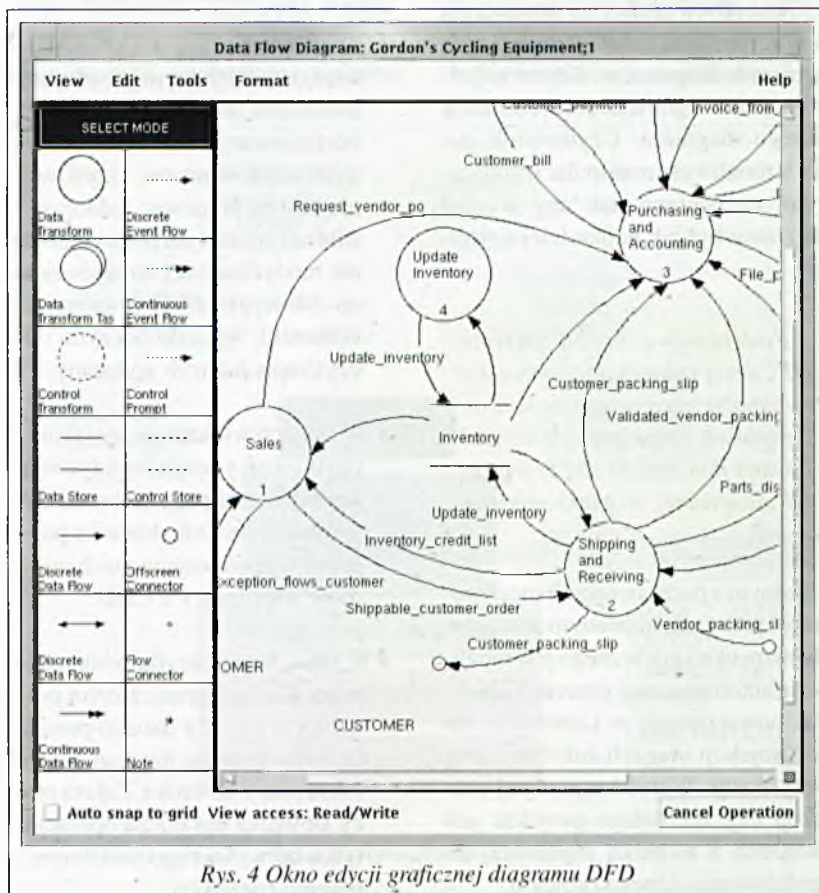 Data Flow Diagram: Gordon's Cycling Equipment;1
View Edit Tools Format Help
SELECT MODE
Data Transform
Discrete Event Flow
Data Transform Tas
Continuous Event Flow
Control Transform
Control Prompt
Data Store
Control Store
Discrete Data Flow
Offscreen Connector
Discrete Data Flow
Flow Connector
Continuous Data Flow
Note
Customer_payment
Invoice_from
Customer_bill
Request_vendor_po
Purchasing
and
Accounting
3
Update
Inventory
4
File_p
Update_inventory
Customer_packing_slip
Inventory
Validated_vendor_packing
Sales
1
Update_inventory
Parts_dis
Inventory_credit_list
Shipping
and
Receiving
2
Exception_flows_customer
Shippable_customer_order
Vendor_packing_sl
Customer_packing_slip
OMER
CUSTOMER
Auto snap to grid View access: Read/Write Cancel Operation
Rys. 4 Okno edycji graficznej diagramu DFD